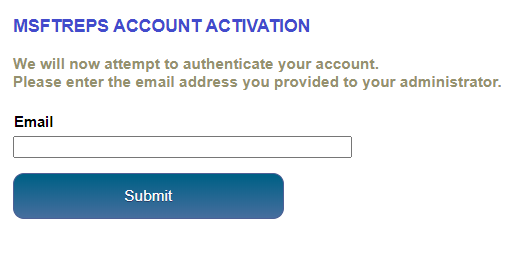 MSFTREPS ACCOUNT ACTIVATION
We will now attempt to authenticate your account.
Please enter the email address you provided to your administrator.
Email
Submit